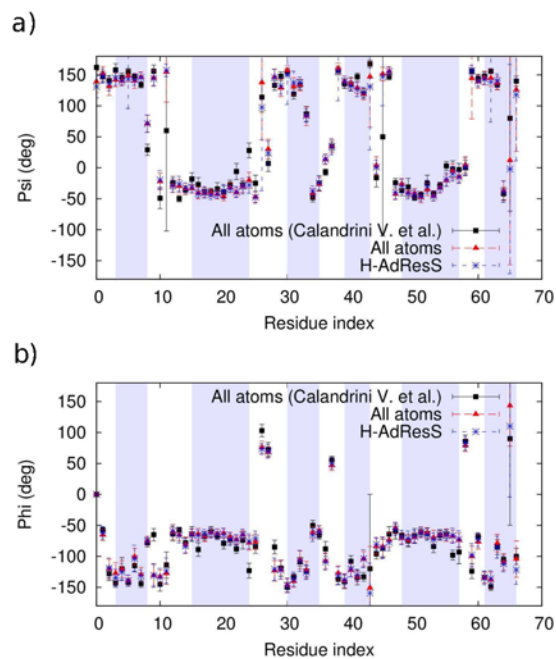 a)
Psi (deg)
150
100
50
0
-50
-100
-150
All atoms (Calandrini V. et al.)
All atoms
H-AdResS
0 10 20 30 40 50 60 70
Residue index
b)
Phi (deg)
150
100
50
0
-50
-100
-150
All atoms (Calandrini V. et al.)
All atoms
H-AdResS
0 10 20 30 40 50 60 70
Residue index